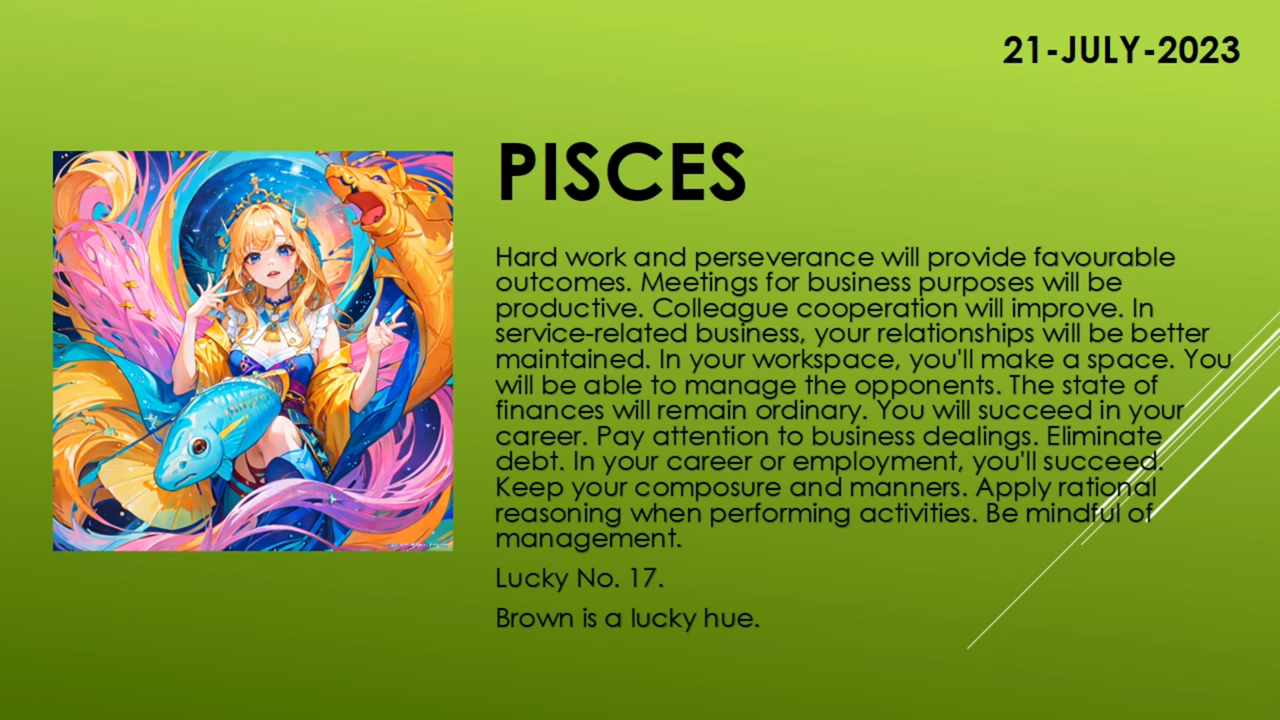 21-JULY-2023
PISCES
Hard work and perseverance will provide favourable
outcomes. Meetings for business purposes will be
productive. Colleague cooperation will improve. In
service-related business, your relationships will be better
maintained. In your workspace, you'll make a space. You
will be able to manage the opponents. The state of
finances will remain ordinary. You will succeed in your
career. Pay attention to business dealings. Eliminate
debt. In your career or employment, you'll succeed.
Keep your composure and manners. Apply rational
reasoning when performing activities. Be mindful of
management.
Lucky No. 17.
Brown is a lucky hue.